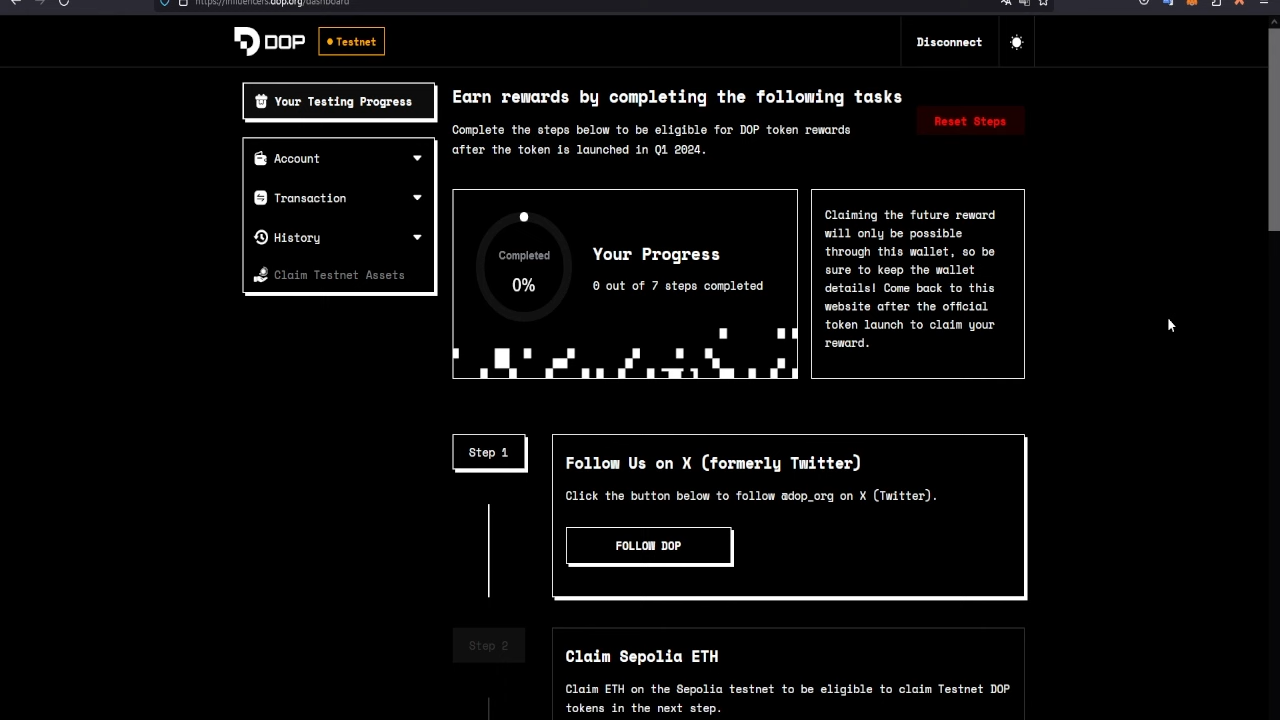 https://influencers.dop.org/dashboard
DOP
Testnet
Disconnect
Your Testing Progress
Account
Transaction
History
Claim Testnet Assets
Earn rewards by completing the following tasks
Complete the steps below to be eligible for DOP token rewards
after the token is launched in Q1 2024.
Reset Steps
Completed
0%
Your Progress
0 out of 7 steps completed
Claiming the future reward
will only be possible
through this wallet, so be
sure to keep the wallet
details! Come back to this
website after the official
token launch to claim your
reward.
Step 1
Follow Us on X (formerly Twitter)
Click the button below to follow @dop_org on X (Twitter).
FOLLOW DOP
Step 2
Claim Sepolia ETH
Claim ETH on the Sepolia testnet to be eligible to claim Testnet DOP
tokens in the next step.